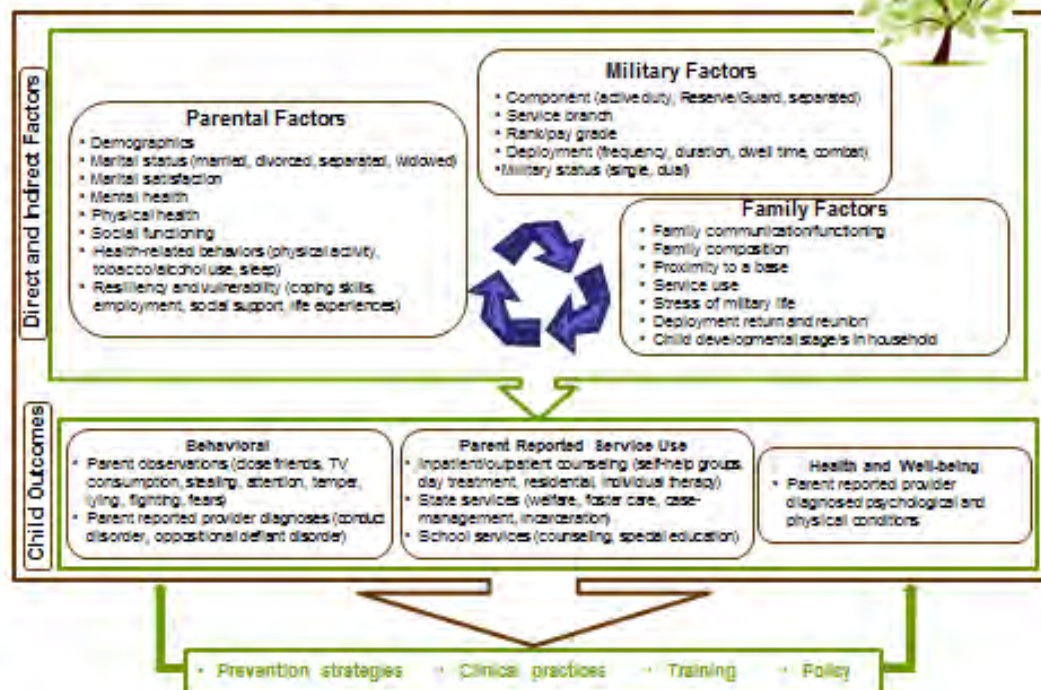 Direct and Indirect Factors
Parental Factors
• Demographics
• Marital status (married, divorced, separated, widowed)
• Marital satisfaction
• Mental health
• Physical health
• Social functioning
• Health-related behaviors (physical activity,
tobacco/alcohol use, sleep)
• Resiliency and vulnerability (coping skills,
employment, social support, life experiences)
Military Factors
• Component (active duty, Reserve/Guard, separated)
• Service branch
• Rank/pay grade
• Deployment (frequency, duration, dwell time, combat)
• Military status (single, dual)
Family Factors
• Family communication/functioning
• Family composition
• Proximity to a base
• Service use
• Stress of military life
• Deployment return and reunion
• Child developmental stage/s in household
Child Outcomes
Behavioral
• Parent observations (close friends, TV
consumption, stealing, attention, temper,
lying, fighting, fears)
• Parent reported provider diagnoses (conduct
disorder, oppositional defiant disorder)
Parent Reported Service Use
• Inpatient/outpatient counseling (self-help groups,
day treatment, residential, individual therapy)
• State services (welfare, foster care, case-
management, incarceration)
• School services (counseling, special education)
Health and Well-being
• Parent reported provider
diagnosed psychological and
physical conditions
• Prevention strategies → Clinical practices → Training → Policy